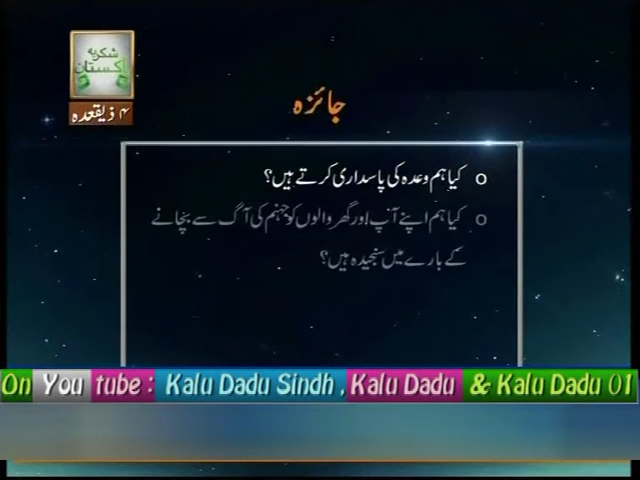 شکریہ
پاکستان
۴ ذیقعدہ
جائزہ
o کیا ہم وعدہ کی پاسداری کرتے ہیں؟
o کیا ہم اپنے آپ اور گھر والوں کو جہنم کی آگ سے بچانے
کے بارے میں سنجیدہ ہیں؟
On You tube : Kalu Dadu Sindh , Kalu Dadu & Kalu Dadu 01